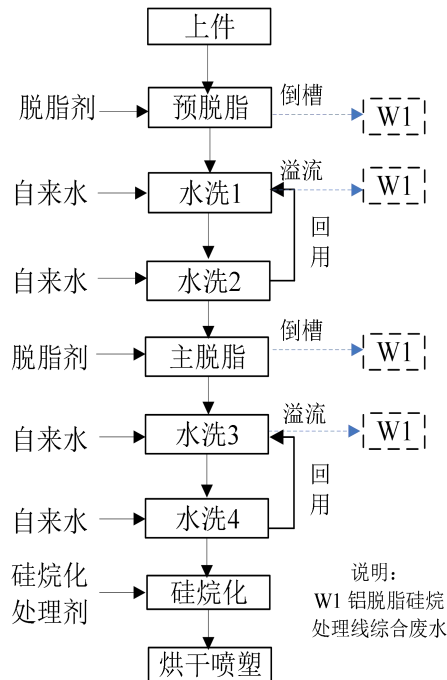 上件
倒槽
脱脂剂
预脱脂
W1
溢流
自来水
水洗1
W1
回
用
自来水
水洗2
倒槽
脱脂剂
主脱脂
W1
溢流
自来水
水洗3
W1
回
用
自来水
水洗4
硅烷化
处理剂
硅烷化
说明：
W1 铝脱脂硅烷
处理线综合废水
烘干喷塑